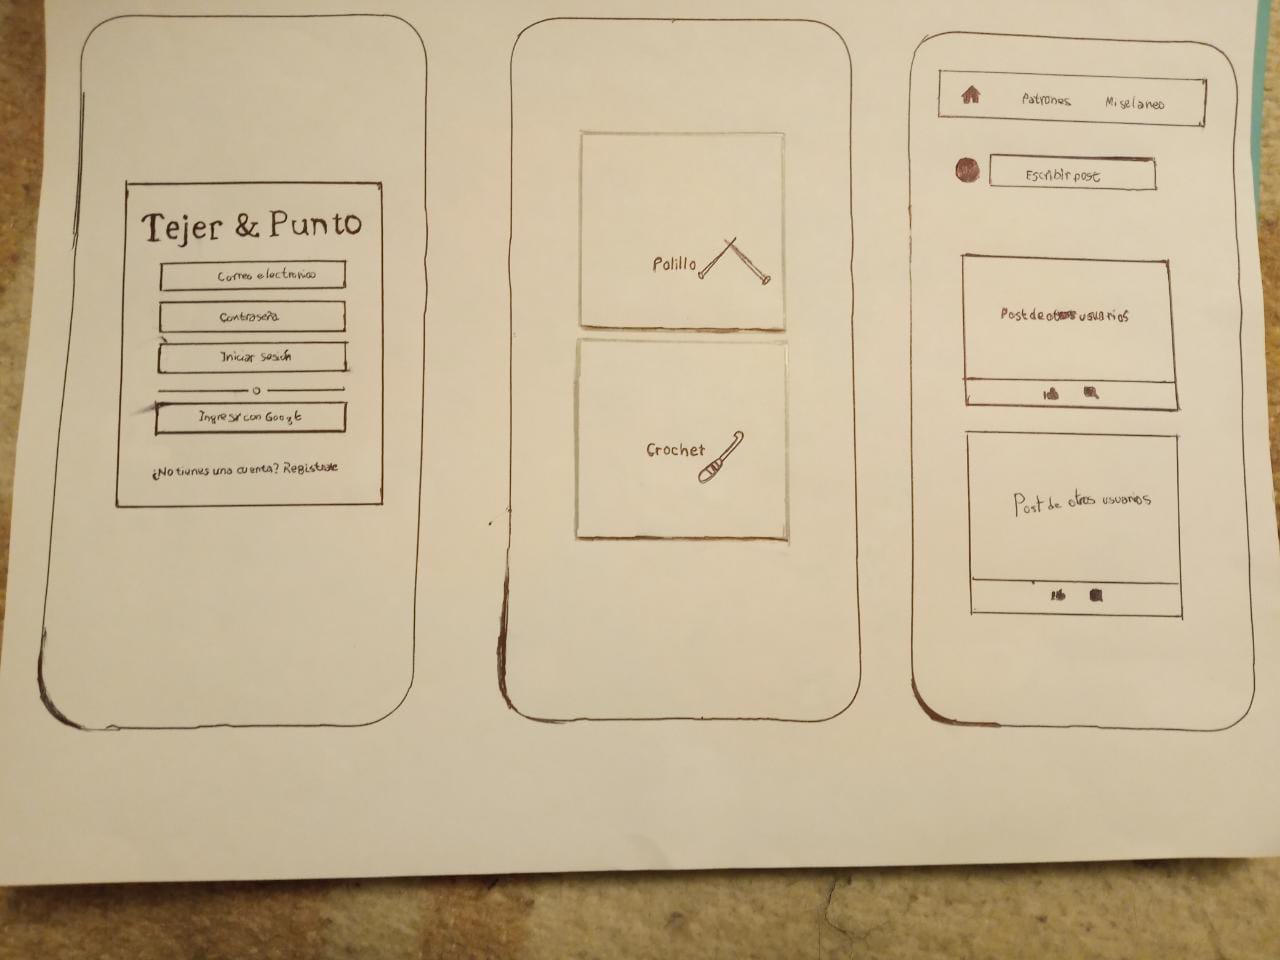 Tejer & Punto
Correo electronico
Contraseña
Iniciar sesión
o
Ingresar con Google
¿No tienes una cuenta? Registrate
Palillo
Crochet
Patrones Miselaneo
Escribir post
Post de otros usuarios
Post de otros usuarios